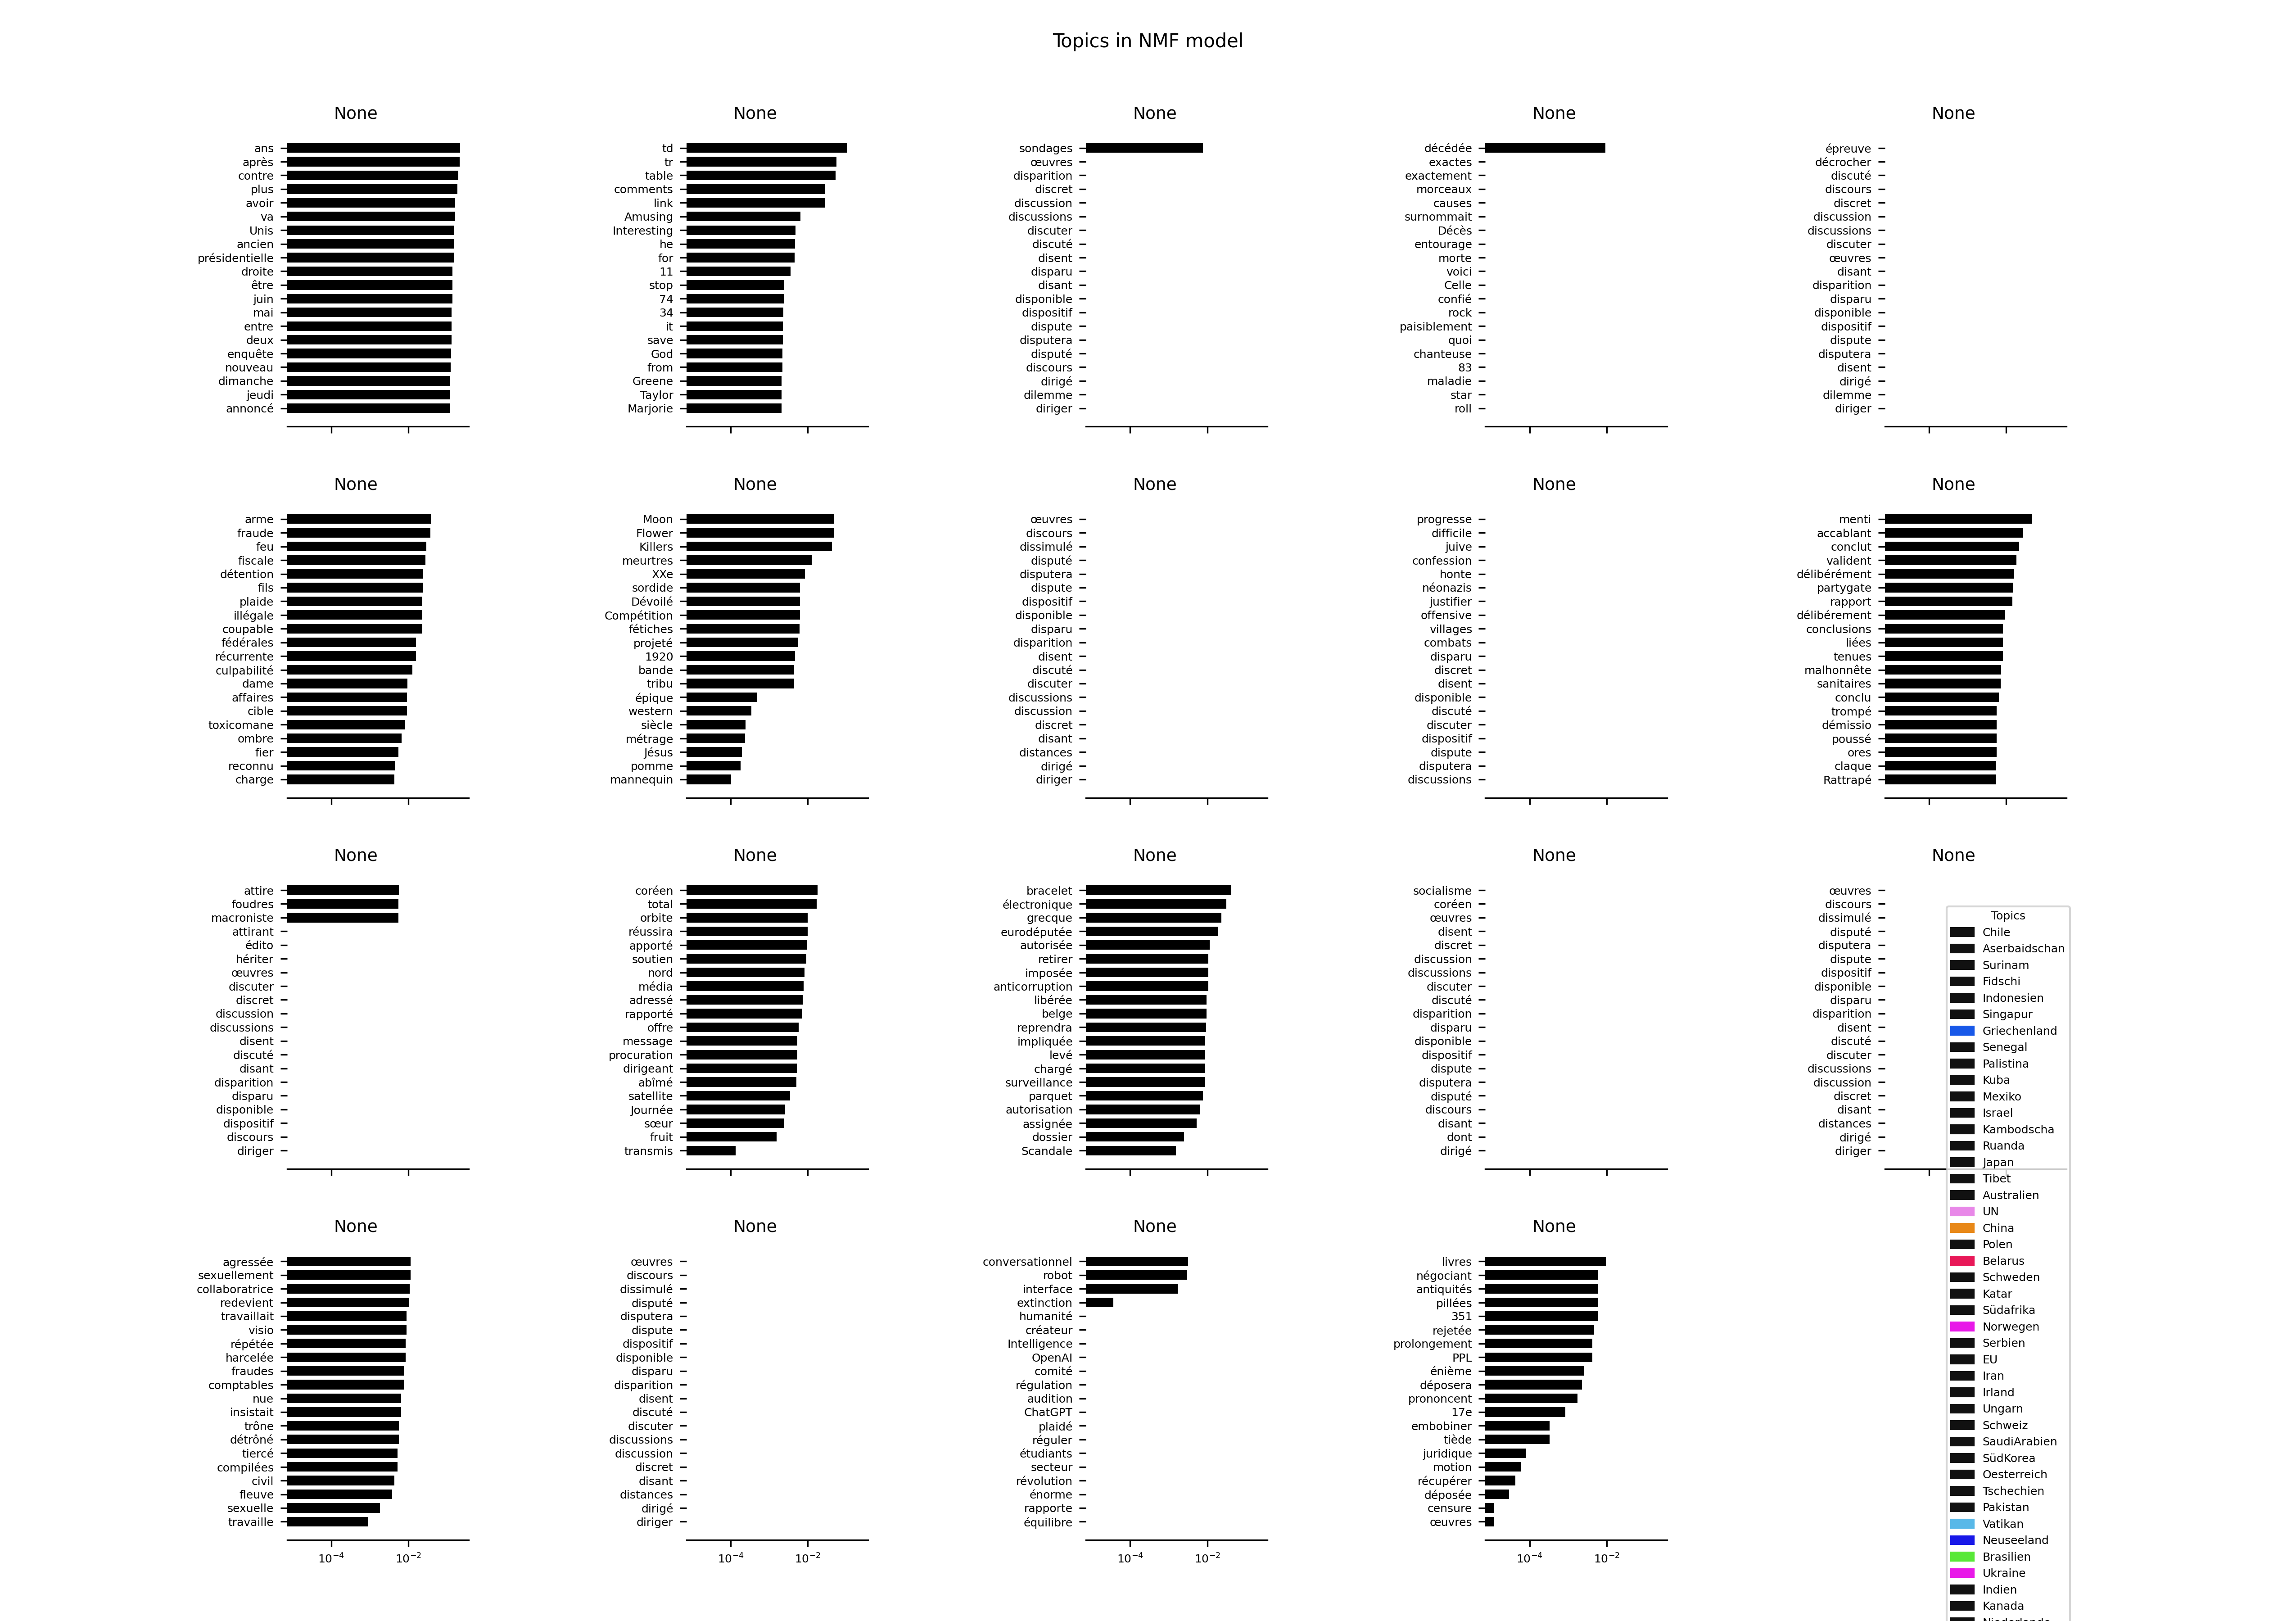 Topics in NMF model
None
ans
après
contre
plus
avoir
va
Unis
ancien
présidentielle
droite
être
juin
mai
entre
deux
enquête
nouveau
dimanche
jeudi
annoncé
None
td
tr
table
comments
link
Amusing
Interesting
he
for
11
stop
74
34
it
save
God
from
Greene
Taylor
Marjorie
None
sondages
œuvres
disparition
discret
discussion
discussions
discuter
discuté
disent
disparu
disant
disponible
dispositif
dispute
disputera
disputé
discours
dirigé
dilemme
diriger
None
décédée
exactes
exactement
morceaux
causes
surnommait
Décès
entourage
morte
voici
Celle
confié
rock
paisiblement
quoi
chanteuse
83
maladie
star
roll
None
épreuve
décrocher
discuté
discours
discret
discussion
discussions
discuter
œuvres
disant
disparition
disparu
disponible
dispositif
dispute
disputera
disent
dirigé
dilemme
diriger
None
arme
fraude
feu
fiscale
détention
fils
plaide
illégale
coupable
fédérales
récurrente
culpabilité
dame
affaires
cible
toxicomane
ombre
fier
reconnu
charge
None
Moon
Flower
Killers
meurtres
XXe
sordide
Dévoilé
Compétition
fétiches
projeté
1920
bande
tribu
épique
western
siècle
métrage
Jésus
pomme
mannequin
None
œuvres
discours
dissimulé
disputé
disputera
dispute
dispositif
disponible
disparu
disparition
disent
discuté
discuter
discussions
discussion
discret
disant
distances
dirigé
diriger
None
progresse
difficile
juive
confession
honte
néonazis
justifier
offensive
villages
combats
disparu
discret
disent
disponible
discuté
discuter
dispositif
dispute
disputera
discussions
None
menti
accablant
conclut
valident
délibérément
partygate
rapport
délibérement
conclusions
liées
tenues
malhonnête
sanitaires
conclu
trompé
démissio
poussé
ores
claque
Rattrapé
None
attire
foudres
macroniste
attirant
édito
hériter
œuvres
discuter
discret
discussion
discussions
disent
discuté
disant
disparition
disparu
disponible
dispositif
discours
diriger
None
coréen
total
orbite
réussira
apporté
soutien
nord
média
adressé
rapporté
offre
message
procuration
dirigeant
abîmé
satellite
Journée
sœur
fruit
transmis
None
bracelet
électronique
grecque
eurodéputée
autorisée
retirer
imposée
anticorruption
libérée
belge
reprendra
impliquée
levé
chargé
surveillance
parquet
autorisation
assignée
dossier
Scandale
None
socialisme
coréen
œuvres
disent
discret
discussion
discussions
discuter
discuté
disparition
disparu
disponible
dispositif
dispute
disputera
disputé
discours
disant
dont
dirigé
None
œuvres
discours
dissimulé
disputé
disputera
dispute
dispositif
disponible
disparu
disparition
disent
discuté
discuter
discussions
discussion
discret
disant
distances
dirigé
diriger
None
agressée
sexuellement
collaboratrice
redevient
travaillait
visio
répétée
harcelée
fraudes
comptables
nue
insistait
trône
détrôné
tiercé
compilées
civil
fleuve
sexuelle
travaille
10⁻⁴ 10⁻²
None
œuvres
discours
dissimulé
disputé
disputera
dispute
dispositif
disponible
disparu
disparition
disent
discuté
discuter
discussions
discussion
discret
disant
distances
dirigé
diriger
10⁻⁴ 10⁻²
None
conversationnel
robot
interface
extinction
humanité
créateur
Intelligence
OpenAI
comité
régulation
audition
ChatGPT
plaidé
réguler
étudiants
secteur
révolution
énorme
rapporte
équilibre
10⁻⁴ 10⁻²
None
livres
négociant
antiquités
pillées
351
rejetée
prolongement
PPL
énième
déposera
prononcent
17e
embobiner
tiède
juridique
motion
récupérer
déposée
censure
œuvres
10⁻⁴ 10⁻²
Topics
Chile
Aserbaidschan
Surinam
Fidschi
Indonesien
Singapur
Griechenland
Senegal
Palistina
Kuba
Mexiko
Israel
Kambodscha
Ruanda
Japan
Tibet
Australien
UN
China
Polen
Belarus
Schweden
Katar
Südafrika
Norwegen
Serbien
EU
Iran
Irland
Ungarn
Schweiz
SaudiArabien
SüdKorea
Oesterreich
Tschechien
Pakistan
Vatikan
Neuseeland
Brasilien
Ukraine
Indien
Kanada